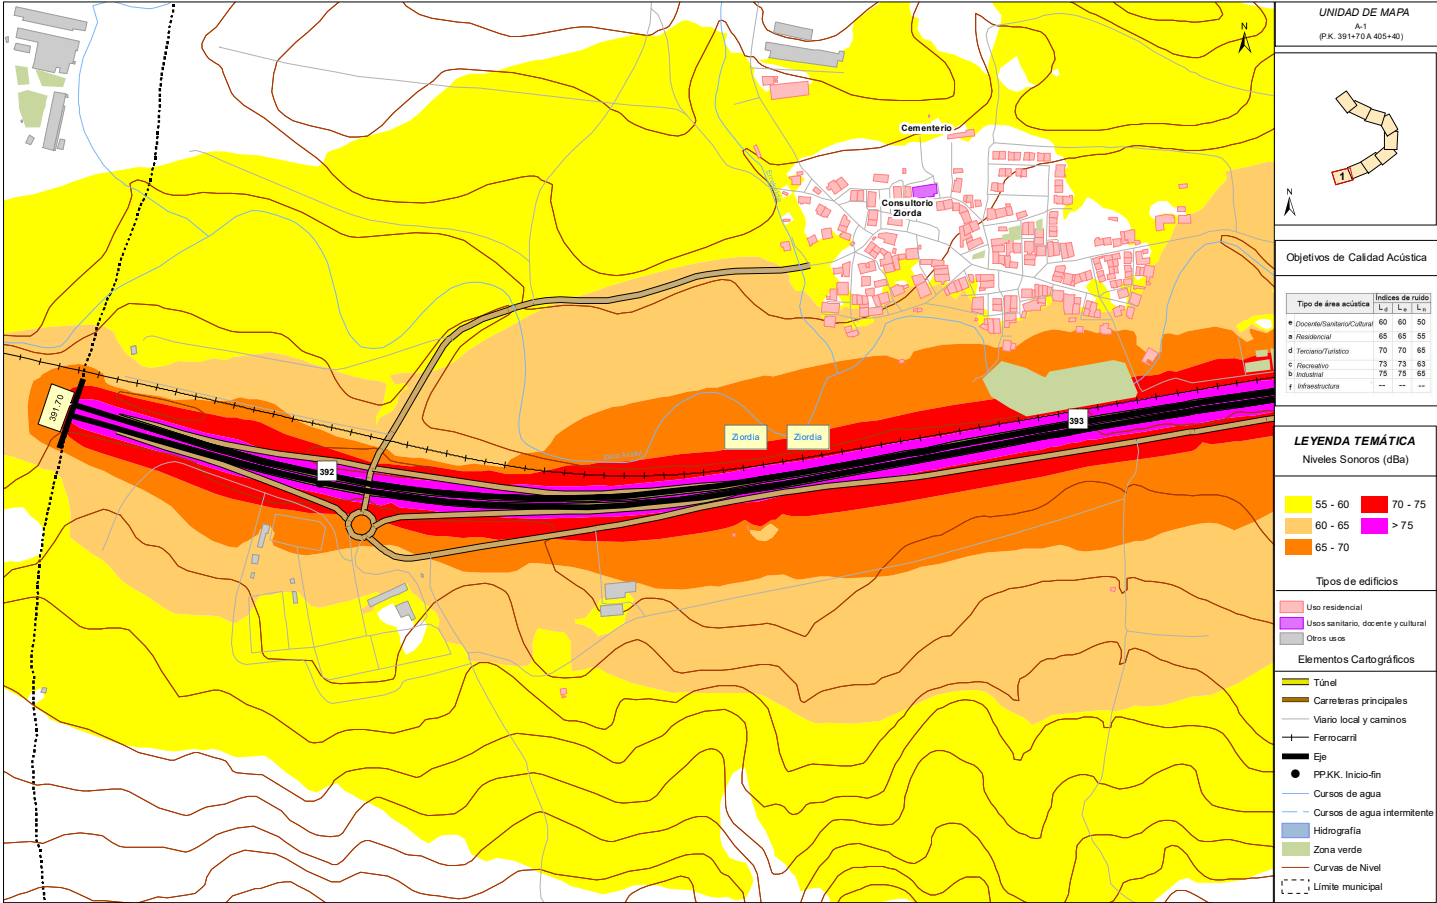 UNIDAD DE MAPA
A-1
(P.K. 391+70 A 405+40)
N
N
1
Objetivos de Calidad Acústica
Tipo de área acústica
Índices de ruido
L d
L e
L n
e Docente/Sanitario/Cultural 60 60 50
a Residencial 65 65 55
d Terciario/Turístico 70 70 65
c Recreativo 73 73 63
b Industrial 75 75 65
f Infraestructura -- -- --
LEYENDA TEMÁTICA
Niveles Sonoros (dBa)
55 - 60
70 - 75
60 - 65
> 75
65 - 70
Tipos de edificios
Uso residencial
Usos sanitario, docente y cultural
Otros usos
Elementos Cartográficos
Túnel
Carreteras principales
Viario local y caminos
Ferrocarril
Eje
PP.KK. Inicio-fin
Cursos de agua
Cursos de agua intermitente
Hidrografía
Zona verde
Curvas de Nivel
Límite municipal
Cementerio
Consultorio
Ziorda
391.70
392
393
Ziordia
Ziordia